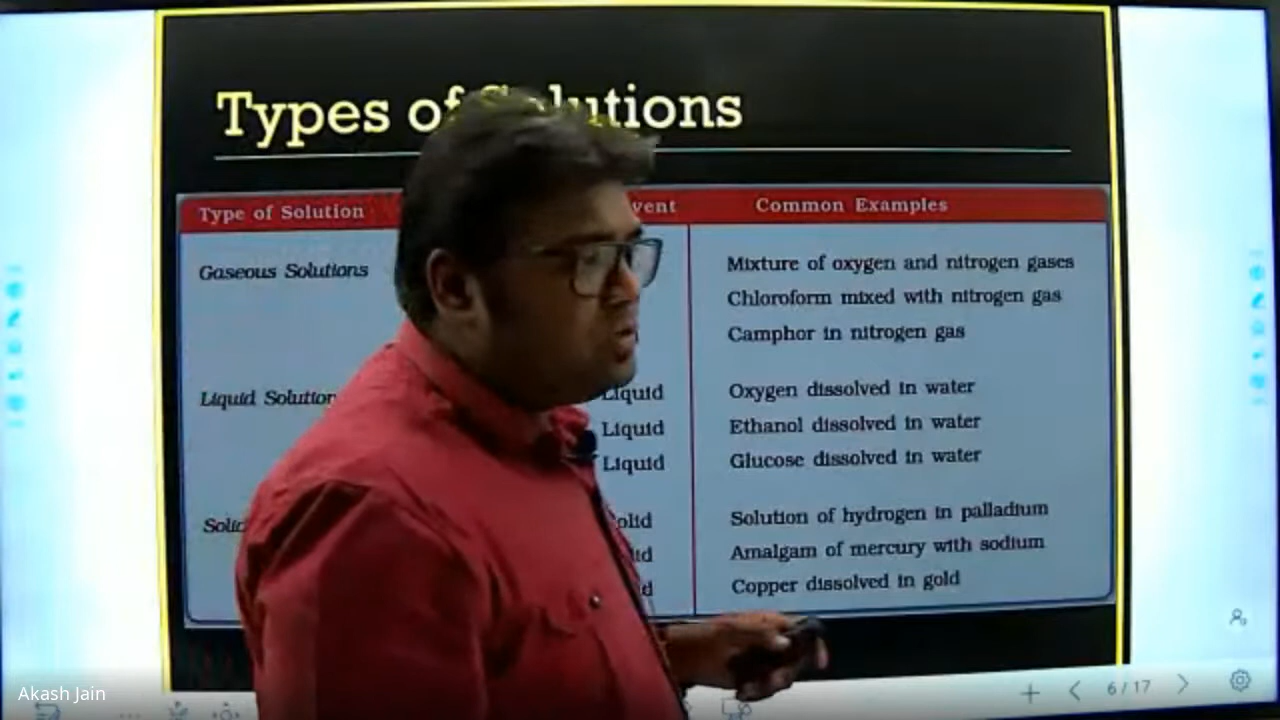 Types of Solutions
Type of Solution Common Examples
Gaseous Solutions Mixture of oxygen and nitrogen gases
Chloroform mixed with nitrogen gas
Camphor in nitrogen gas
Liquid Solution Liquid Oxygen dissolved in water
Liquid Ethanol dissolved in water
Liquid Glucose dissolved in water
Solution of hydrogen in palladium
Amalgam of mercury with sodium
Copper dissolved in gold
Akash Jain
6/17